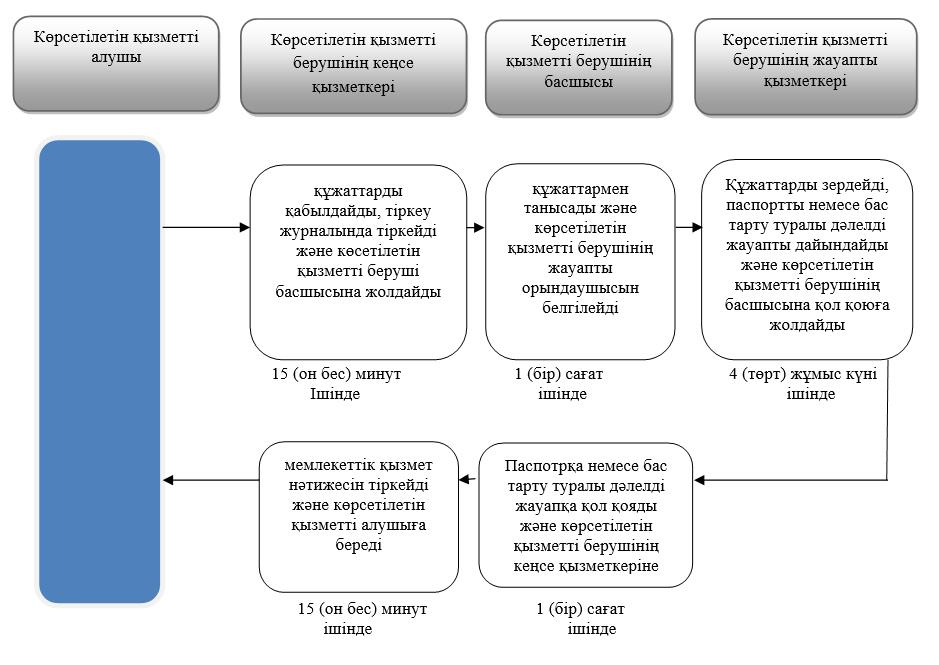 Көрсетілетін қызметті
алушы
Көрсетілетін қызметті
берушінің кеңсе
қызметкері
Көрсетілетін
қызметті берушінің
басшысы
Көрсетілетін қызметті
берушінің жауапты
қызметкері
құжаттарды
қабылдайды, тіркеу
журналында тіркейді
және көсетілетін
қызметті беруші
басшысына жолдайды
15 (он бес) минут
Ішінде
құжаттармен
танысады және
көрсетілетін
қызметті берушінің
жауапты
орындаушысын
белгілейді
1 (бір) сағат
ішінде
Құжаттарды зердейді,
паспортты немесе бас
тарту туралы дәлелді
жауапты дайындайды
және көрсетілетін
қызметті берушінің
басшысына қол қоюға
жолдайды
4 (төрт) жұмыс күні
ішінде
мемлекеттік қызмет
нәтижесін тіркейді
және көрсетілетін
қызметті алушыға
береді
15 (он бес) минут
ішінде
Паспотрқа немесе бас
тарту туралы дәлелді
жауапқа қол қояды
және көрсетілетін
қызметті берушінің
кеңсе қызметкеріне
1 (бір) сағат
ішінде